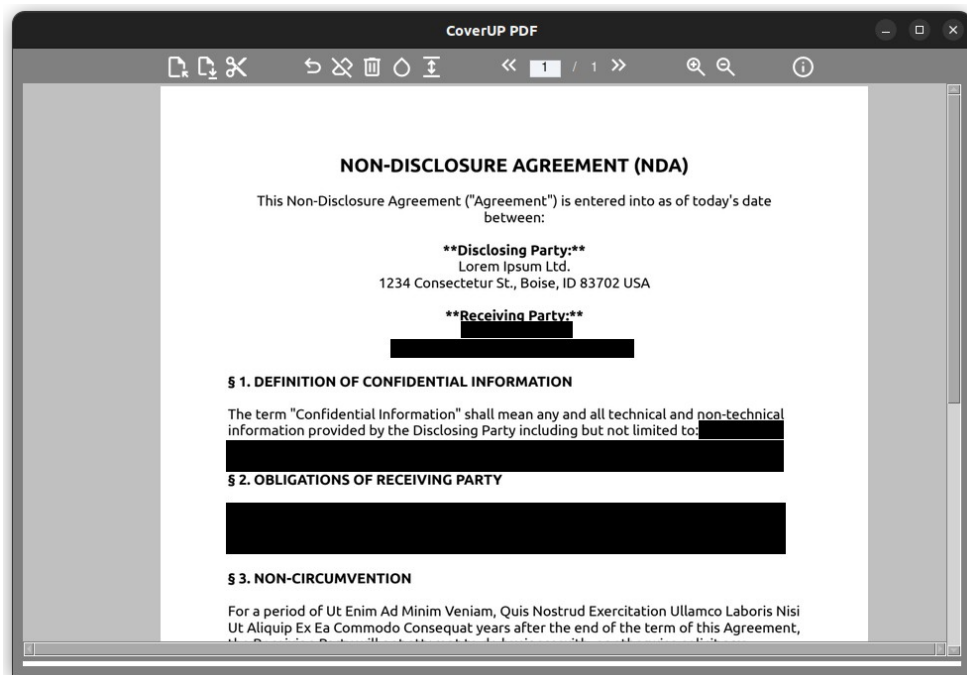 CoverUP PDF
1 / 1
NON-DISCLOSURE AGREEMENT (NDA)
This Non-Disclosure Agreement ("Agreement") is entered into as of today's date
between:
**Disclosing Party:**
Lorem Ipsum Ltd.
1234 Consectetur St., Boise, ID 83702 USA
**Receiving Party:**
§ 1. DEFINITION OF CONFIDENTIAL INFORMATION
The term "Confidential Information" shall mean any and all technical and non-technical
information provided by the Disclosing Party including but not limited to:
§ 2. OBLIGATIONS OF RECEIVING PARTY
§ 3. NON-CIRCUMVENTION
For a period of Ut Enim Ad Minim Veniam, Quis Nostrud Exercitation Ullamco Laboris Nisi
Ut Aliquip Ex Ea Commodo Consequat years after the end of the term of this Agreement,